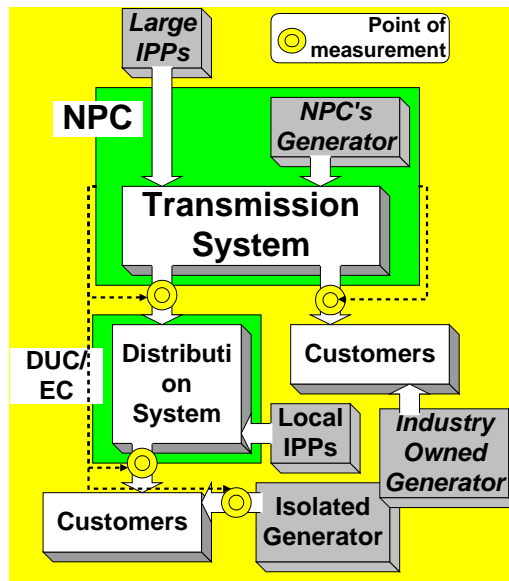 Large
IPPs
Point of
measurement
NPC
NPC's
Generator
Transmission
System
DUC/
EC
Distributi
on
System
Customers
Local
IPPs
Industry
Owned
Generator
Customers
Isolated
Generator